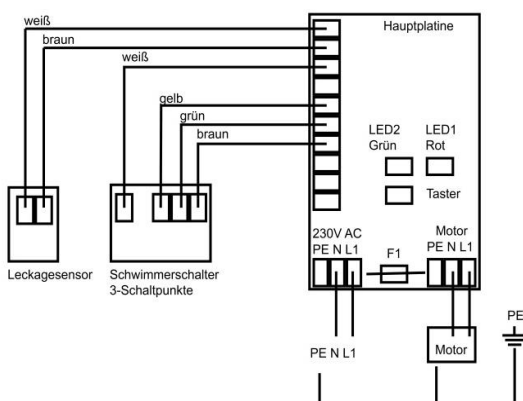 weiß
Hauptplatine
braun
weiß
gelb
grün
braun
LED2
Grün
LED1
Rot
Taster
230V AC
PE N L1
F1
Motor
PE N L1
Leckagesensor
Schwimmerschalter
3-Schaltpunkte
PE N L1
Motor
PE